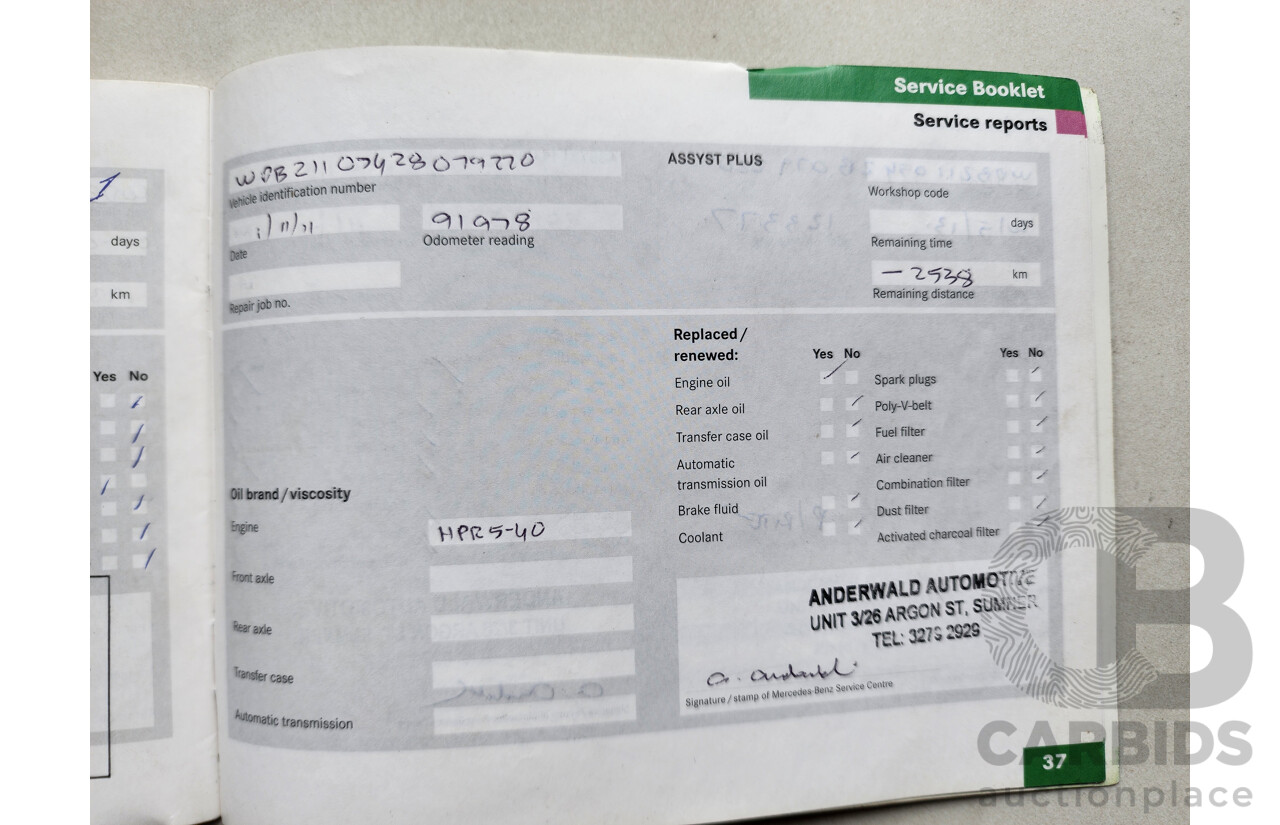 Service Booklet
Service reports
WDB2110742B079220
Vehicle identification number
ASSYST PLUS
Workshop code
days
1/11/11
91978
days
Date
Odometer reading
Remaining time
km
- 2538 km
Repair job no.
Remaining distance
Replaced /
renewed:
Yes No
Yes No
Yes No
Engine oil
Spark plugs
Rear axle oil
Poly-V-belt
Transfer case oil
Fuel filter
Automatic
transmission oil
Air cleaner
Combination filter
Oil brand / viscosity
Brake fluid
Dust filter
Engine
HPR 5-40
Coolant
Activated charcoal filter
Front axle
Rear axle
Transfer case
Automatic transmission
ANDERWALD AUTOMOTIVE
UNIT 3/26 ARGON ST, SUMNER
TEL: 3276 2929
Signature / stamp of Mercedes-Benz Service Centre
37
CARBIDS
auctionplace